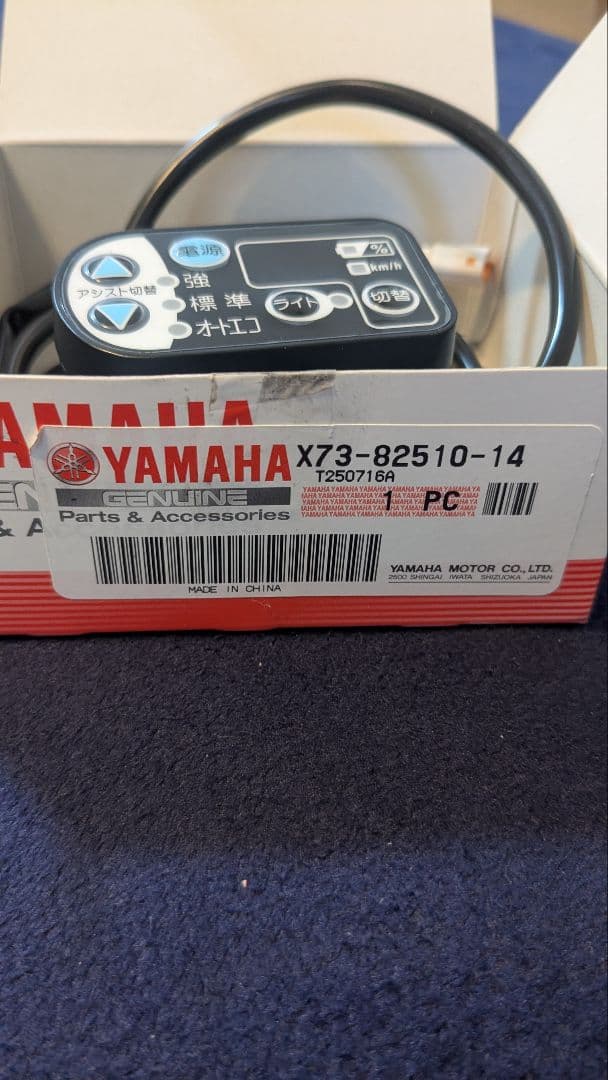 電源
%
km/h
アシスト切替
強
標準
オートエコ
ライト
切替
YAMAHA
& A
YAMAHA
GENUINE
Parts & Accessories
X73-82510-14
T250716A
1 PC
MADE IN CHINA
YAMAHA MOTOR CO., LTD.
2500 SHINGAI IWATA SHIZUOKA JAPAN